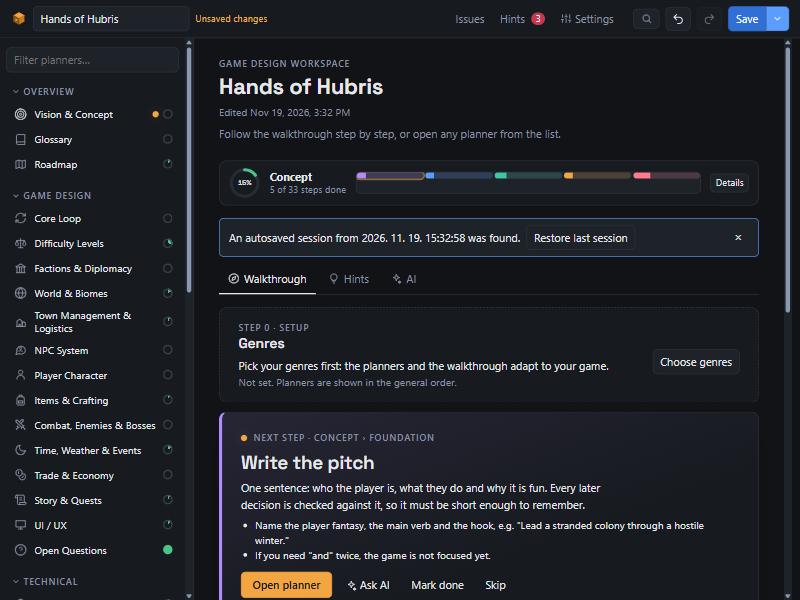 Hands of Hubris
Unsaved changes
Issues
Hints 3
Settings
Save
Filter planners...
OVERVIEW
Vision & Concept
Glossary
Roadmap
GAME DESIGN
Core Loop
Difficulty Levels
Factions & Diplomacy
World & Biomes
Town Management &
Logistics
NPC System
Player Character
Items & Crafting
Combat, Enemies & Bosses
Time, Weather & Events
Trade & Economy
Story & Quests
UI / UX
Open Questions
TECHNICAL
GAME DESIGN WORKSPACE
Hands of Hubris
Edited Nov 19, 2026, 3:32 PM
Follow the walkthrough step by step, or open any planner from the list.
15%
Concept
5 of 33 steps done
Details
An autosaved session from 2026. 11. 19. 15:32:58 was found.
Restore last session
×
Walkthrough
Hints
AI
STEP 0 · SETUP
Genres
Pick your genres first: the planners and the walkthrough adapt to your game.
Not set. Planners are shown in the general order.
Choose genres
NEXT STEP · CONCEPT › FOUNDATION
Write the pitch
One sentence: who the player is, what they do and why it is fun. Every later
decision is checked against it, so it must be short enough to remember.
• Name the player fantasy, the main verb and the hook, e.g. "Lead a stranded colony through a hostile
winter."
• If you need "and" twice, the game is not focused yet.
Open planner
Ask AI
Mark done
Skip